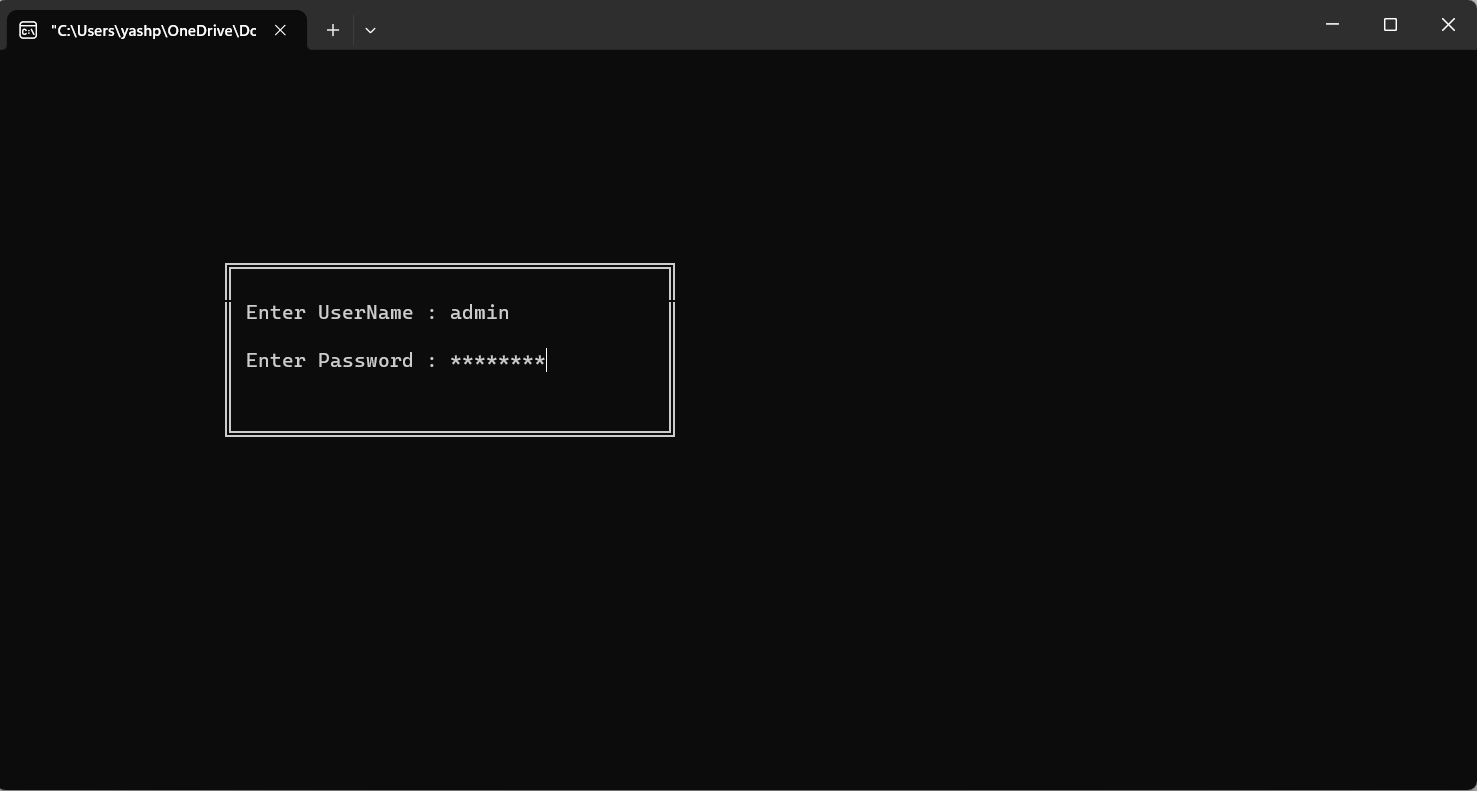 "C:\Users\yashp\OneDrive\Dc
Enter UserName : admin
Enter Password : ********